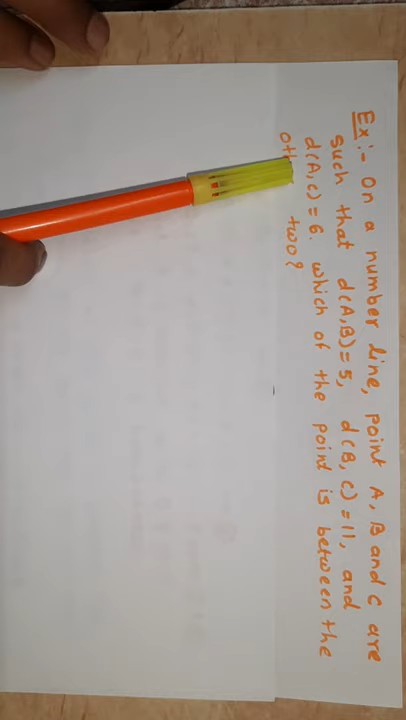 Ex:- On a number line, point A, B and C are
such that d(A,B)=5, d(B,C)=11, and
d(A,C)=6. which of the point is between the
two?